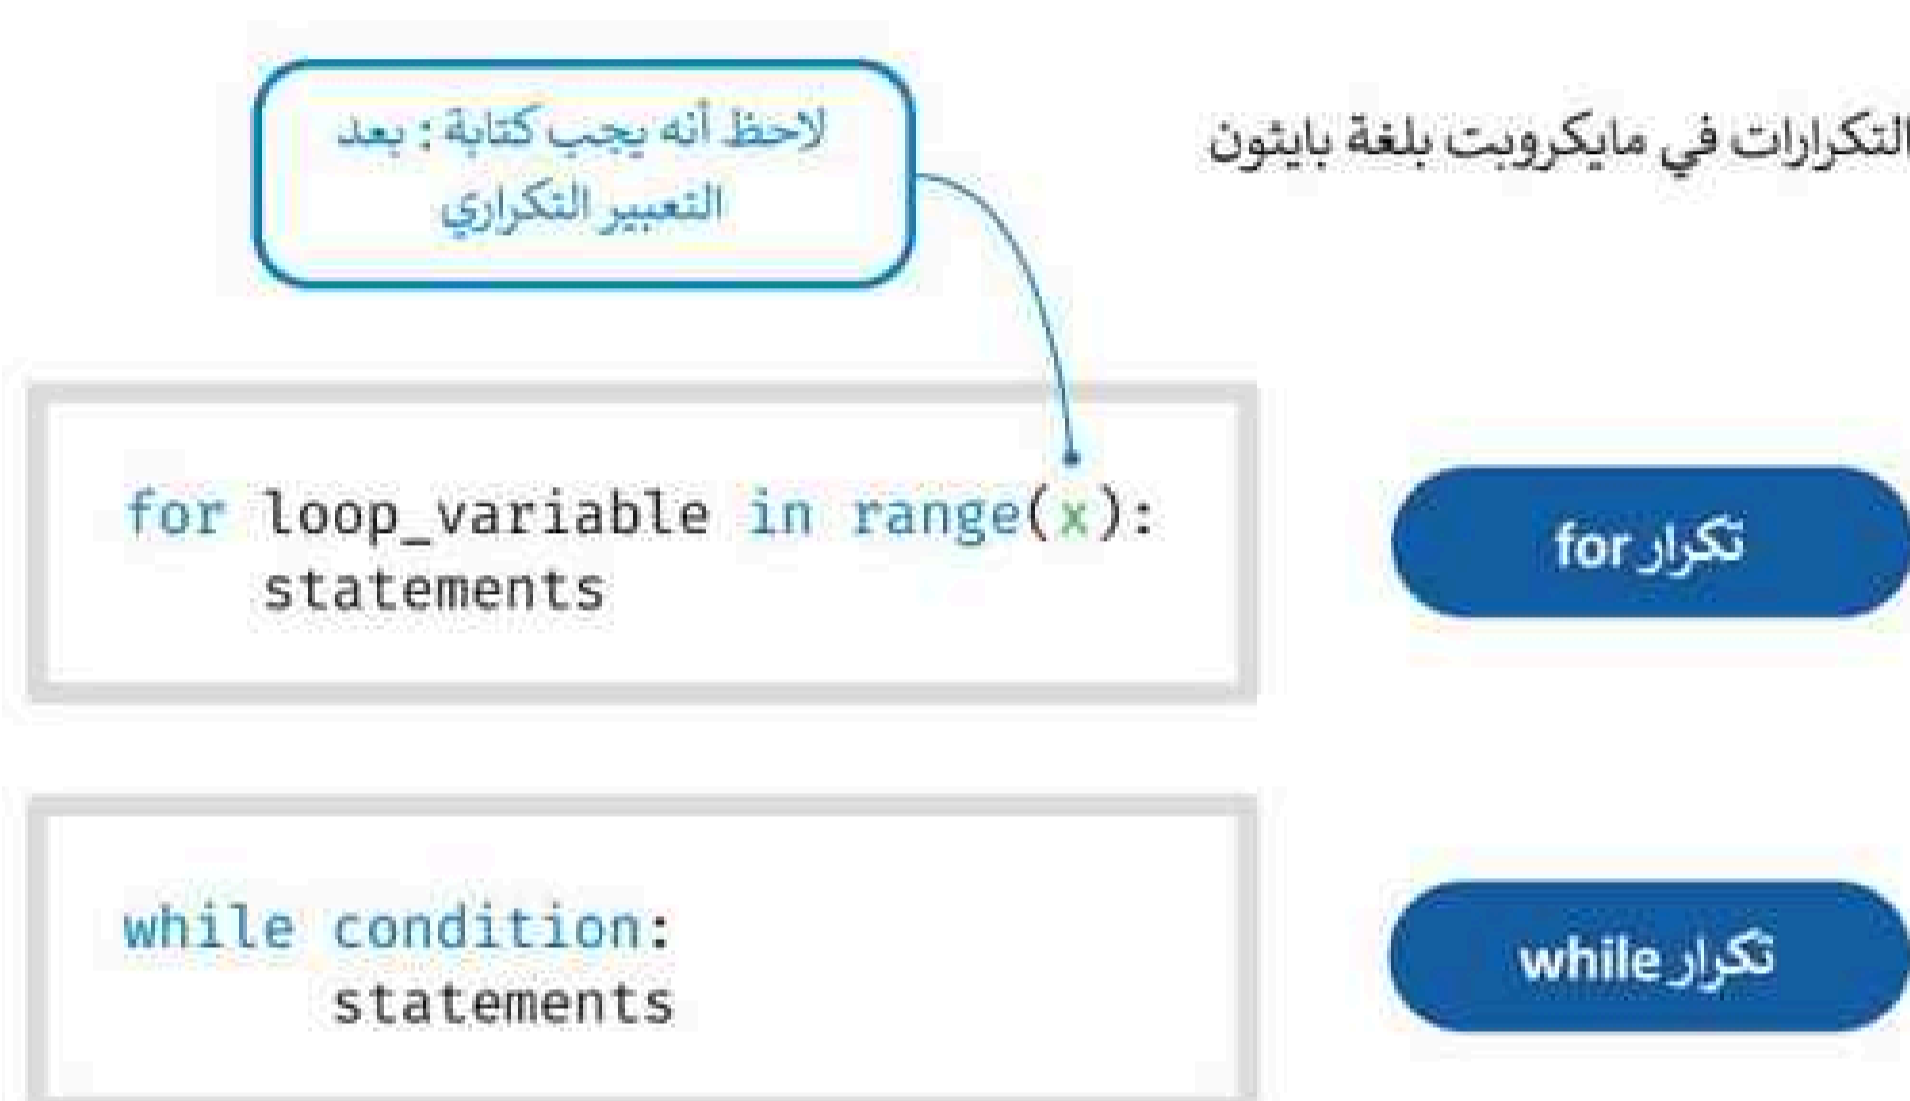 التكرارات في مايكروبت بلغة بايثون
لاحظ أنه يجب كتابة : بعد
التعبير التكراري
تكرار for
for loop_variable in range(x):
statements
تكرار while
while condition:
statements